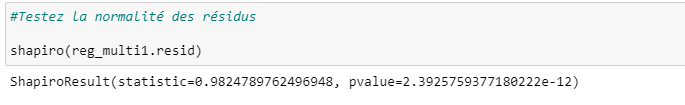 #Testez la normalité des résidus
shapiro(reg_multi1.resid)
ShapiroResult(statistic=0.9824789762496948, pvalue=2.3925759377180222e-12)